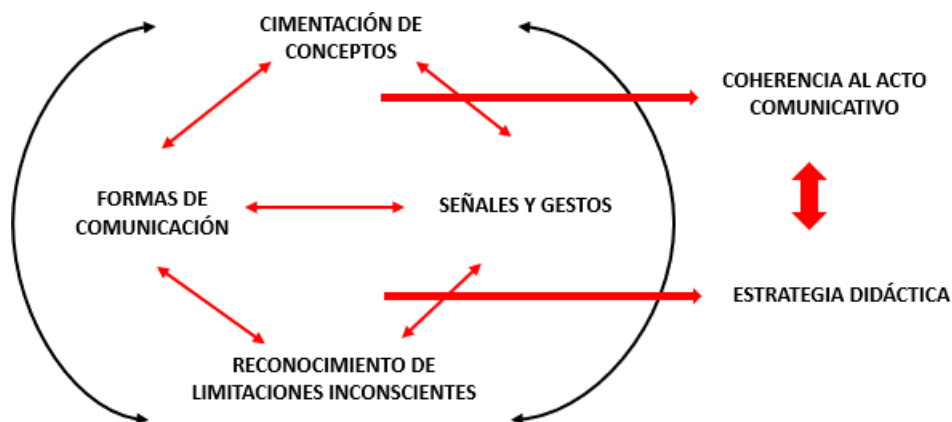 CIMENTACIÓN DE
CONCEPTOS
COHERENCIA AL ACTO
COMUNICATIVO
FORMAS DE
COMUNICACIÓN
SEÑALES Y GESTOS
ESTRATEGIA DIDÁCTICA
RECONOCIMIENTO DE
LIMITACIONES INCONSCIENTES